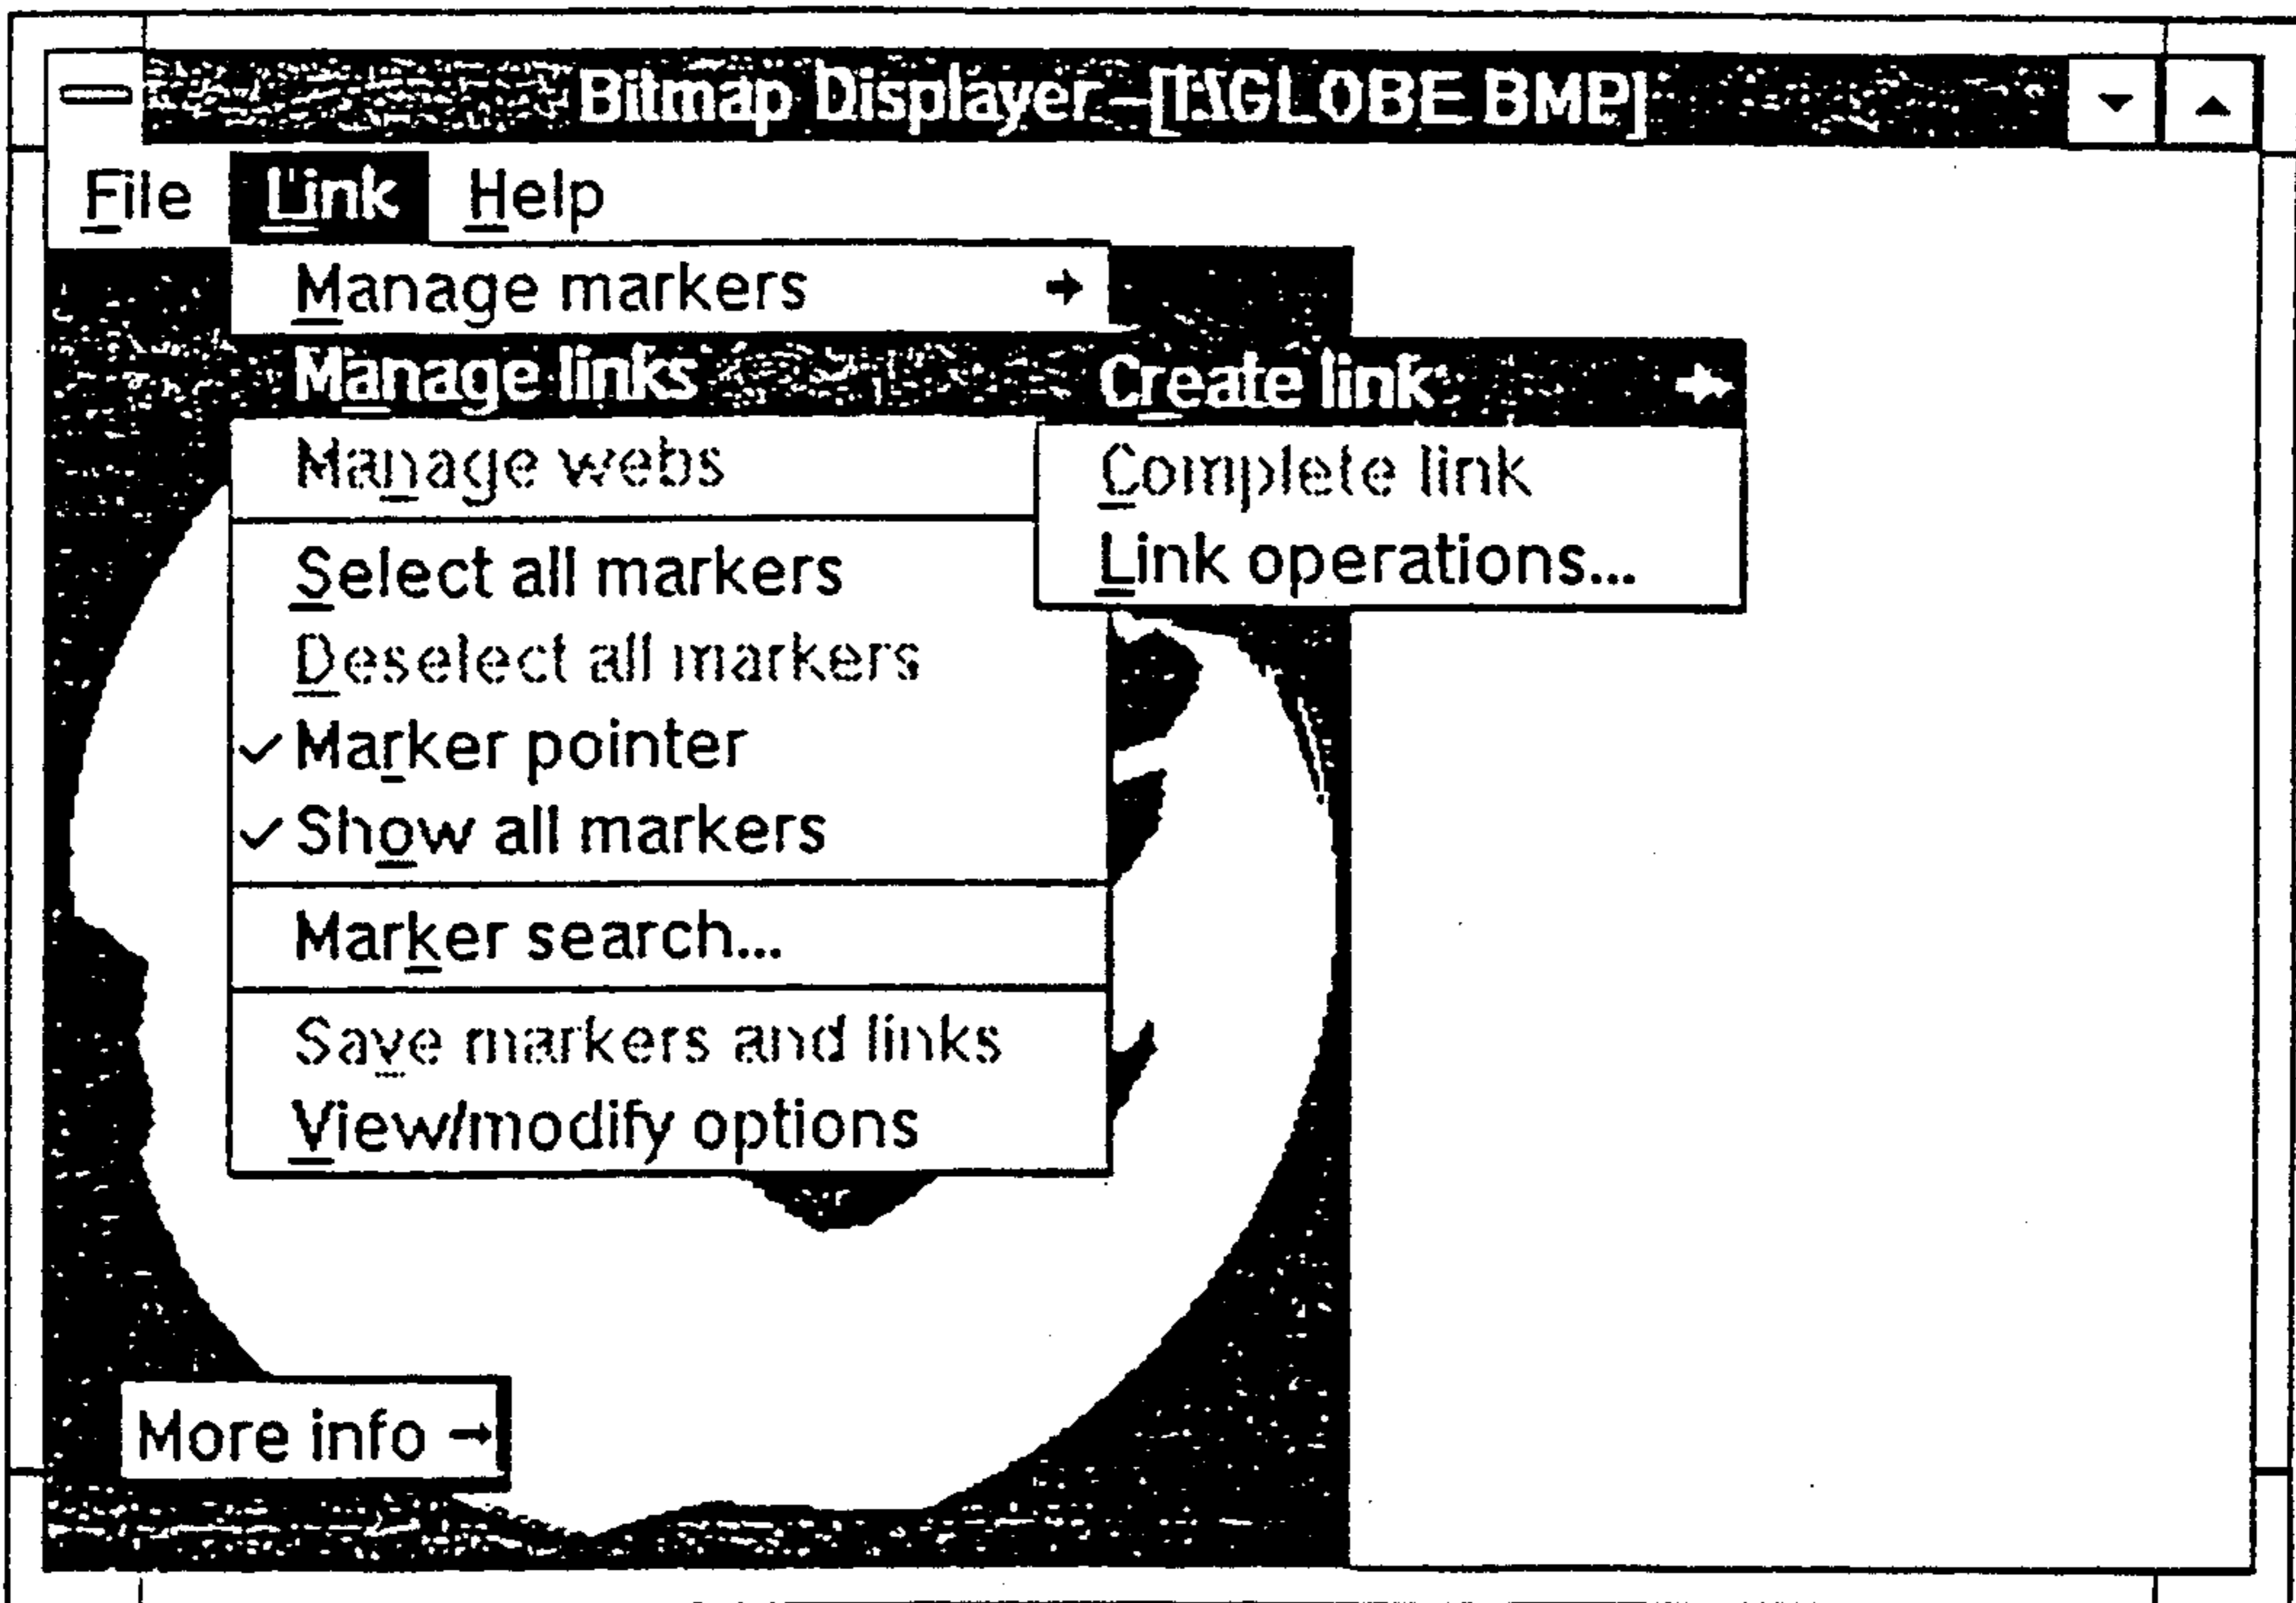 Bitmap Displayer - [I:\GLOBE BMP]
File Link Help
Manage markers
Manage links
Create link
Manage webs
Complete link
Select all markers
Link operations...
Deselect all markers
Marker pointer
Show all markers
Marker search...
Save markers and links
View/modify options
More info